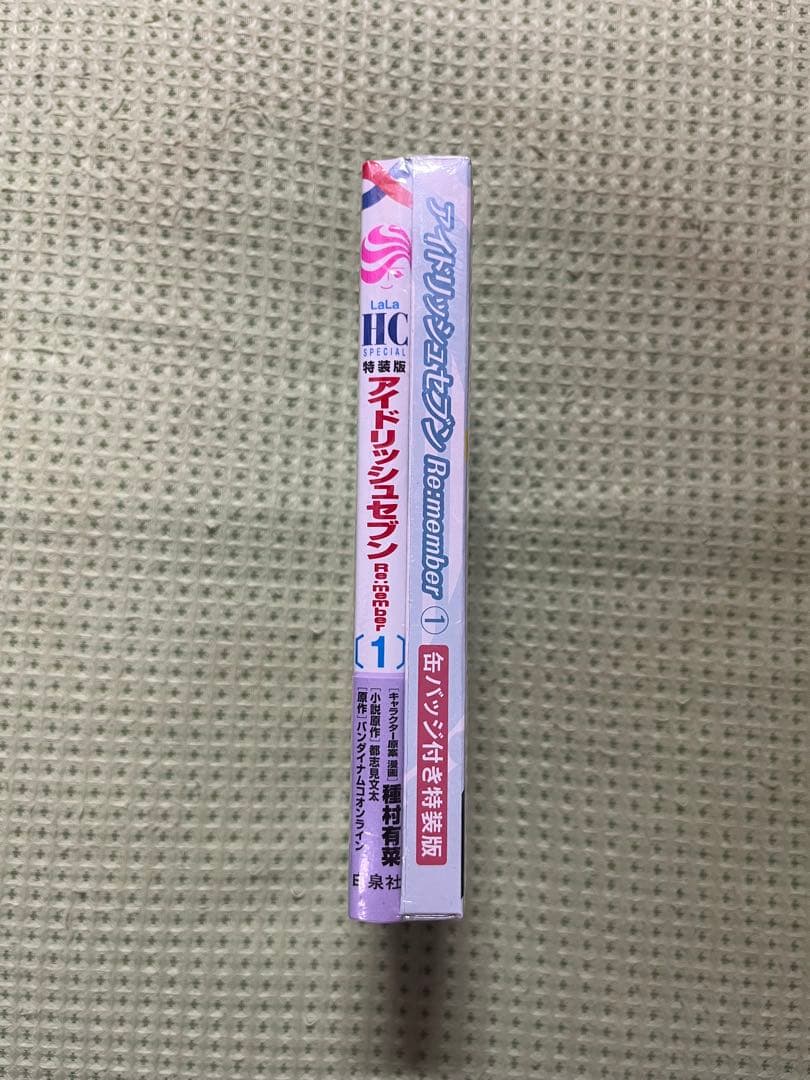 LaLa
HC
SPECIAL
特装版
アイドリッシュセブン
Re:member
〔1〕
［キャラクター原案 漫画］種村有菜
［小説原作］都志見文太
［原作］バンダイナムコオンライン
白泉社
アイドリッシュセブン Re:member ①
缶バッジ付き特装版